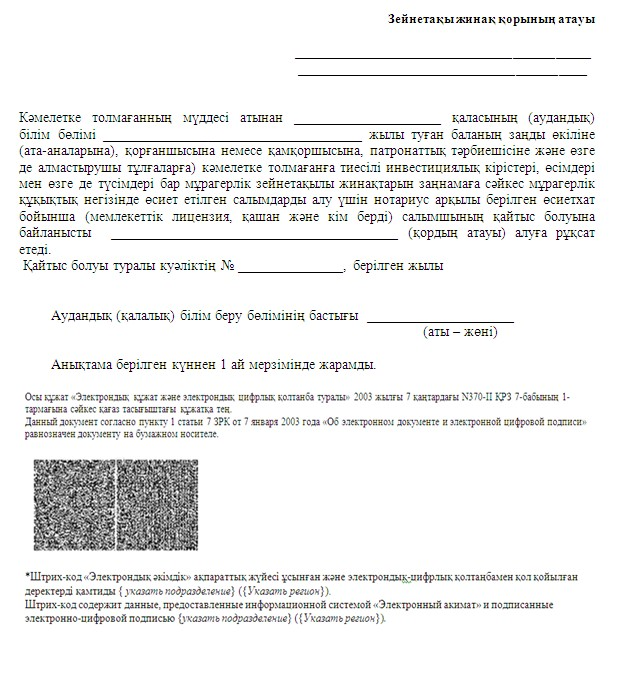 Зейнетақы жинақ қорының атауы
_______________________________________
______________________________________
Кәмелетке толмағанның мүддесі атынан ____________________ қаласының (аудандық)
білім бөлімі ___________________________________ жылы туған баланың заңды өкіліне
(ата-аналарына), қорғаншысына немесе қамқоршысына, патронаттық тәрбиешісіне және өзге
де алмастырушы тұлғаларға) кәмелетке толмағанға тиесілі инвестициялық кірістері, өсімдері
мен өзге де түсімдері бар мұрагерлік зейнетақылы жинақтарын заңнамаға сәйкес мұрагерлік
құқықтық негізінде өсиет етілген салымдарды алу үшін нотариус арқылы берілген өсиетхат
бойынша (мемлекеттік лицензия, қашан және кім берді) салымшының қайтыс болуына
байланысты _______________________________________ (қордың атауы) алуға рұқсат
етеді.
Қайтыс болуы туралы куәліктің № ______________, берілген жылы
Аудандық (қалалық) білім беру бөлімінің бастығы ____________________
(аты – жөні)
Анықтама берілген күннен 1 ай мерзімінде жарамды.
Осы құжат «Электрондық құжат және электрондық цифрлық қолтанба туралы» 2003 жылғы 7 қаңтардағы N370-II ҚРЗ 7-бабының 1-
тармағына сәйкес қағаз тасығыштағы құжатқа тең.
Данный документ согласно пункту 1 статьи 7 ЗРК от 7 января 2003 года «Об электронном документе и электронной цифровой подписи»
равнозначен документу на бумажном носителе.
*Штрих-код «Электрондық әкімдік» ақпараттық жүйесі ұсынған және электрондық-цифрлық қолтанбамен қол қойылған
деректерді қамтиды { указать подразделение} ({Указать регион}).
Штрих-код содержит данные, предоставленные информационной системой «Электронный акимат» и подписанные
электронно-цифровой подписью {указать подразделение} ({Указать регион}).